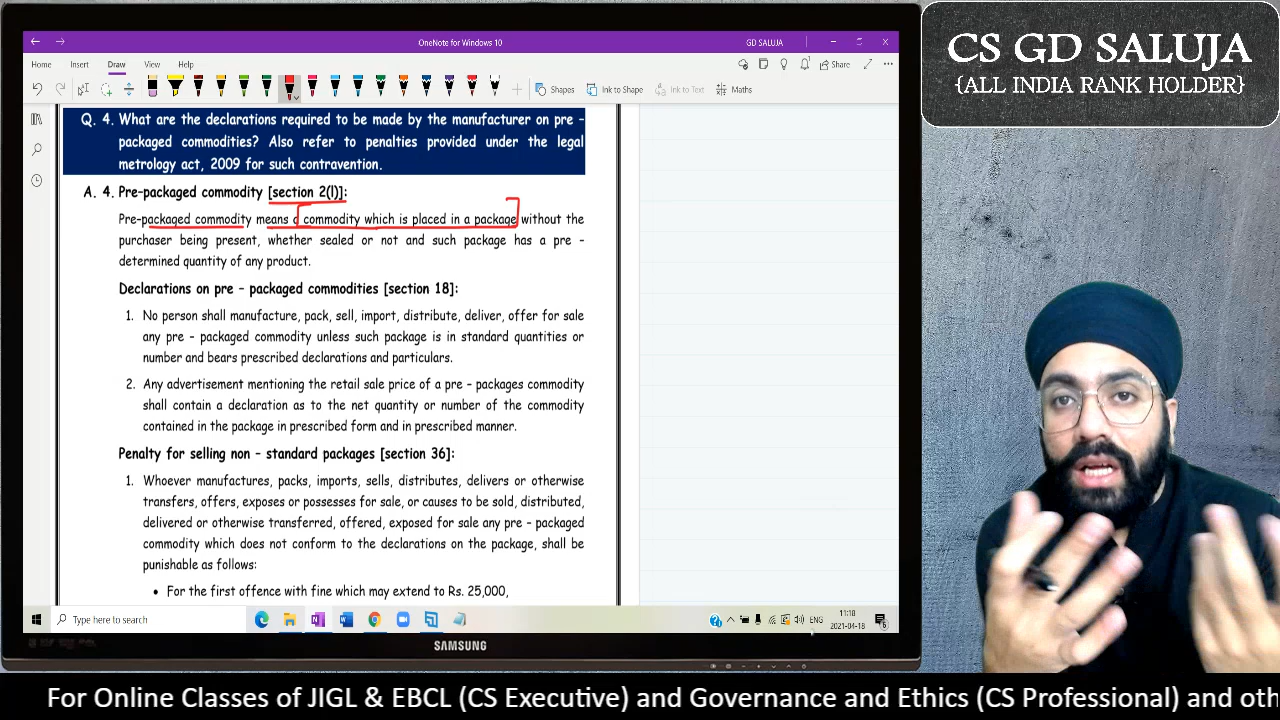 CS GD SALUJA
{ALL INDIA RANK HOLDER}
OneNote for Windows 10
GD SALUJA
Home Insert Draw View Help
Share
Shapes Ink to Shape Ink to Text Maths
Q. 4. What are the declarations required to be made by the manufacturer on pre -
packaged commodities? Also refer to penalties provided under the legal
metrology act, 2009 for such contravention.
A. 4. Pre-packaged commodity [section 2(l)]:
Pre-packaged commodity means a commodity which is placed in a package without the
purchaser being present, whether sealed or not and such package has a pre -
determined quantity of any product.
Declarations on pre - packaged commodities [section 18]:
1. No person shall manufacture, pack, sell, import, distribute, deliver, offer for sale
any pre - packaged commodity unless such package is in standard quantities or
number and bears prescribed declarations and particulars.
2. Any advertisement mentioning the retail sale price of a pre - packages commodity
shall contain a declaration as to the net quantity or number of the commodity
contained in the package in prescribed form and in prescribed manner.
Penalty for selling non - standard packages [section 36]:
1. Whoever manufactures, packs, imports, sells, distributes, delivers or otherwise
transfers, offers, exposes or possesses for sale, or causes to be sold, distributed,
delivered or otherwise transferred, offered, exposed for sale any pre - packaged
commodity which does not conform to the declarations on the package, shall be
punishable as follows:
• For the first offence with fine which may extend to Rs. 25,000,
Type here to search
ENG
11:18
2021-04-18
SAMSUNG
For Online Classes of JIGL & EBCL (CS Executive) and Governance and Ethics (CS Professional) and oth